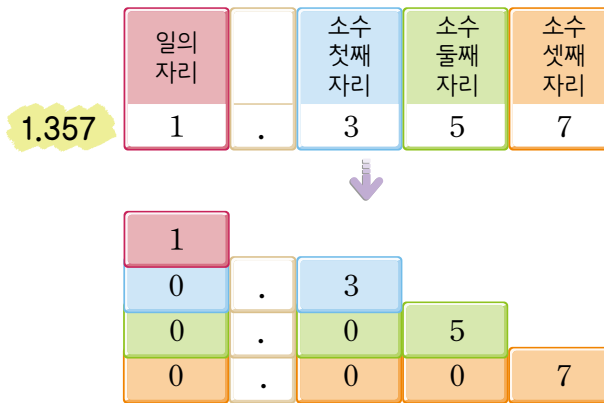 일의 자리
소수 첫째 자리
소수 둘째 자리
소수 셋째 자리
1.357
1 . 3 5 7
1
0 . 3
0 . 0 5
0 . 0 0 7